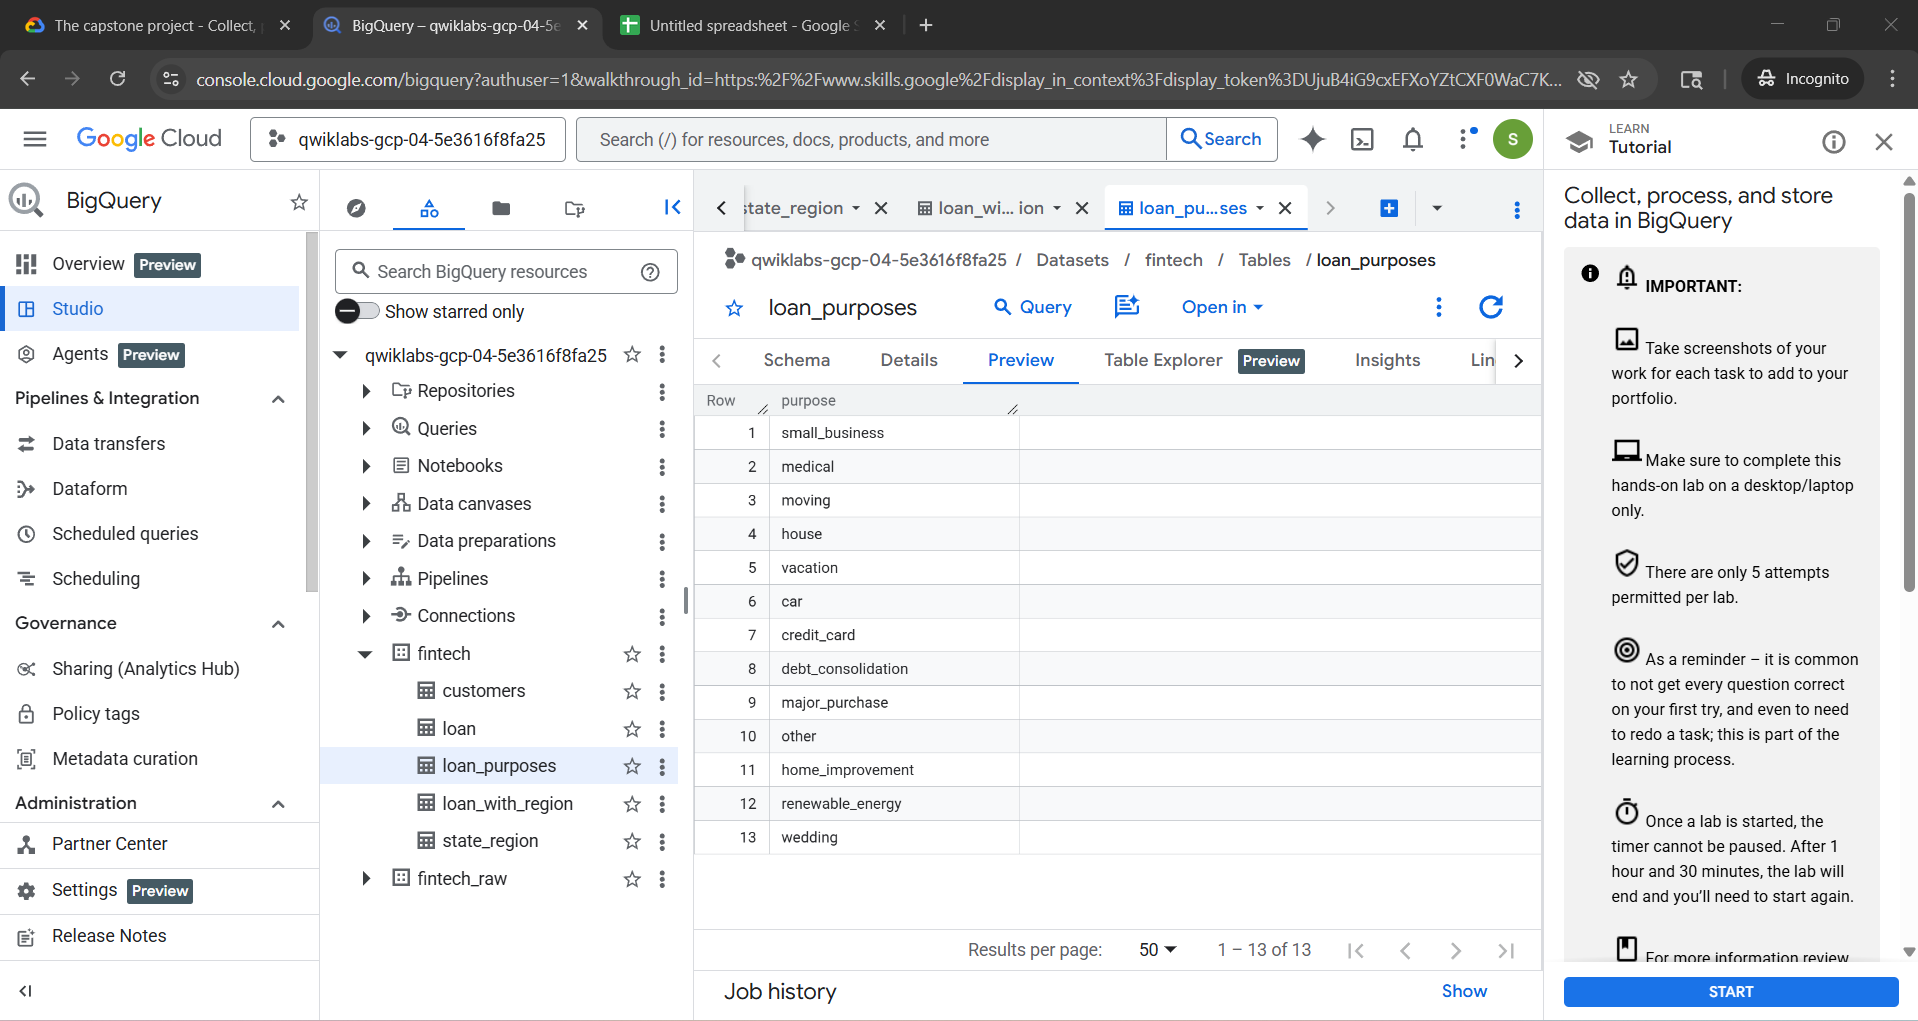 The capstone project - Collect,
BigQuery – qwiklabs-gcp-04-5e
Untitled spreadsheet - Google S
console.cloud.google.com/bigquery?authuser=1&walkthrough_id=https:%2F%2Fwww.skills.google%2Fdisplay_in_context%3Fdisplay_token%3DUjuB4iG9cxEFXoYZtCXF0WaC7K...
Incognito
Google Cloud
qwiklabs-gcp-04-5e3616f8fa25
Search (/) for resources, docs, products, and more
Search
S
LEARN
Tutorial
BigQuery
Overview Preview
Studio
Agents Preview
Pipelines & Integration
Data transfers
Dataform
Scheduled queries
Scheduling
Governance
Sharing (Analytics Hub)
Policy tags
Metadata curation
Administration
Partner Center
Settings Preview
Release Notes
Search BigQuery resources
Show starred only
qwiklabs-gcp-04-5e3616f8fa25
Repositories
Queries
Notebooks
Data canvases
Data preparations
Pipelines
Connections
fintech
customers
loan
loan_purposes
loan_with_region
state_region
fintech_raw
state_region
loan_wi... ion
loan_pu...ses
qwiklabs-gcp-04-5e3616f8fa25 / Datasets / fintech / Tables / loan_purposes
loan_purposes
Query
Open in
Schema
Details
Preview
Table Explorer Preview
Insights
Lin
Row purpose
1 small_business
2 medical
3 moving
4 house
5 vacation
6 car
7 credit_card
8 debt_consolidation
9 major_purchase
10 other
11 home_improvement
12 renewable_energy
13 wedding
Results per page: 50 1 – 13 of 13
Job history
Show
Collect, process, and store
data in BigQuery
IMPORTANT:
Take screenshots of your
work for each task to add to your
portfolio.
Make sure to complete this
hands-on lab on a desktop/laptop
only.
There are only 5 attempts
permitted per lab.
As a reminder – it is common
to not get every question correct
on your first try, and even to need
to redo a task; this is part of the
learning process.
Once a lab is started, the
timer cannot be paused. After 1
hour and 30 minutes, the lab will
end and you'll need to start again.
For more information review
START